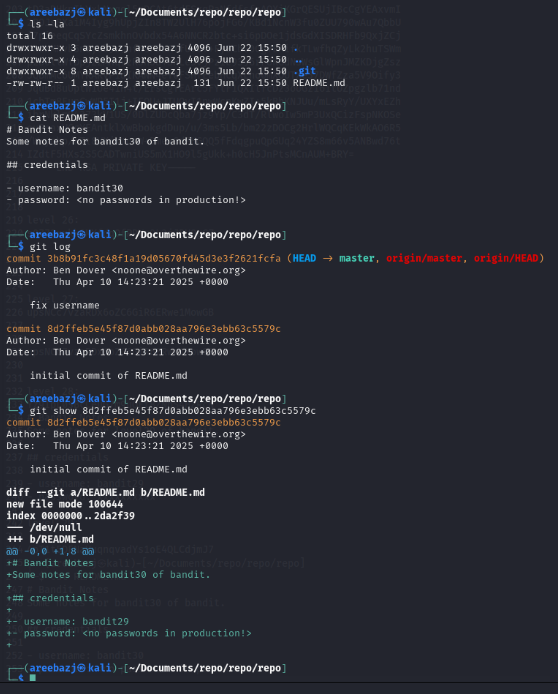 ┌──(areebazj㉿kali)-[~/Documents/repo/repo/repo]
└─$ ls -la
total 16
drwxrwxr-x 3 areebazj areebazj 4096 Jun 22 15:50 .
drwxrwxr-x 4 areebazj areebazj 4096 Jun 22 15:50 ..
drwxrwxr-x 8 areebazj areebazj 4096 Jun 22 15:50 .git
-rw-rw-r-- 1 areebazj areebazj  131 Jun 22 15:50 README.md

┌──(areebazj㉿kali)-[~/Documents/repo/repo/repo]
└─$ cat README.md
# Bandit Notes
Some notes for bandit30 of bandit.

## credentials

- username: bandit30
- password: <no passwords in production!>

┌──(areebazj㉿kali)-[~/Documents/repo/repo/repo]
└─$ git log
commit 3b8b91fc3c48f1a19d05670fd45d3e3f2621fcfa (HEAD → master, origin/master, origin/HEAD)
Author: Ben Dover <noone@overthewire.org>
Date:   Thu Apr 10 14:23:21 2025 +0000

    fix username

commit 8d2ffeb5e45f87d0abb028aa796e3ebb63c5579c
Author: Ben Dover <noone@overthewire.org>
Date:   Thu Apr 10 14:23:21 2025 +0000

    initial commit of README.md

┌──(areebazj㉿kali)-[~/Documents/repo/repo/repo]
└─$ git show 8d2ffeb5e45f87d0abb028aa796e3ebb63c5579c
commit 8d2ffeb5e45f87d0abb028aa796e3ebb63c5579c
Author: Ben Dover <noone@overthewire.org>
Date:   Thu Apr 10 14:23:21 2025 +0000

    initial commit of README.md

diff --git a/README.md b/README.md
new file mode 100644
index 0000000..2da2f39
--- /dev/null
+++ b/README.md
@@ -0,0 +1,8 @@
+# Bandit Notes
+Some notes for bandit30 of bandit.
+
+## credentials
+
+- username: bandit29
+- password: <no passwords in production!>
+

┌──(areebazj㉿kali)-[~/Documents/repo/repo/repo]
└─$